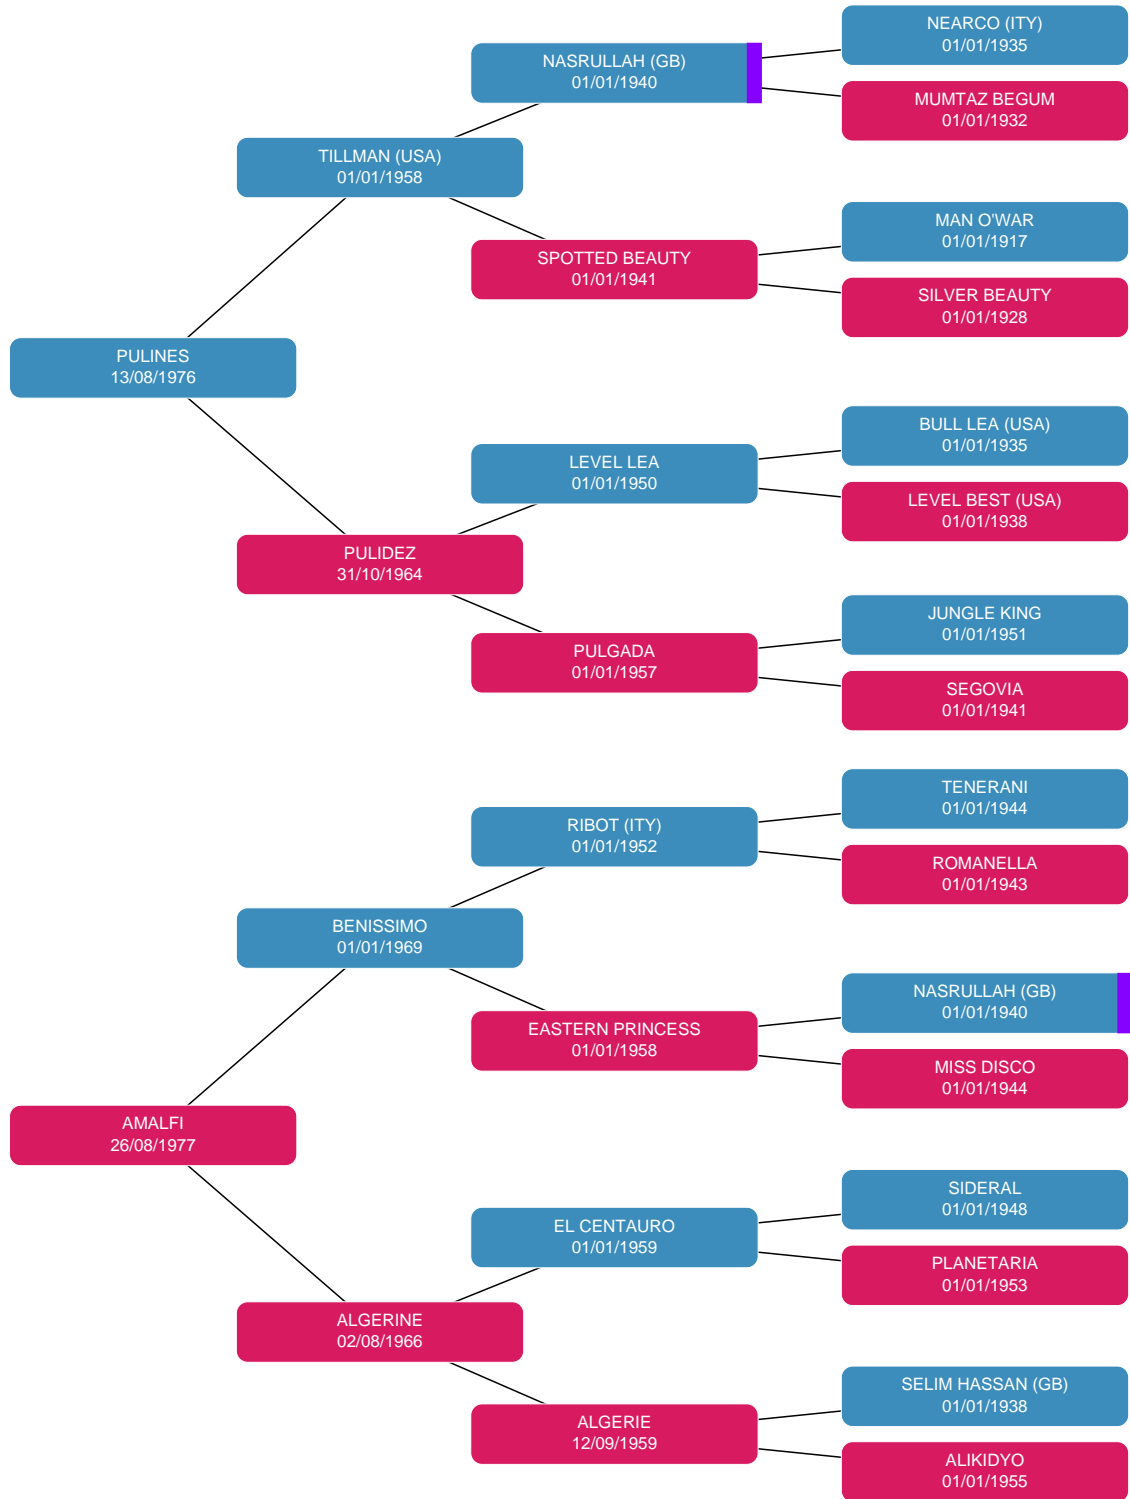 NEARCO (ITY)
01/01/1935
NASRULLAH (GB)
01/01/1940
MUMTAZ BEGUM
01/01/1932
TILLMAN (USA)
01/01/1958
MAN O'WAR
01/01/1917
SPOTTED BEAUTY
01/01/1941
SILVER BEAUTY
01/01/1928
PULINES
13/08/1976
BULL LEA (USA)
01/01/1935
LEVEL LEA
01/01/1950
LEVEL BEST (USA)
01/01/1938
PULIDEZ
31/10/1964
JUNGLE KING
01/01/1951
PULGADA
01/01/1957
SEGOVIA
01/01/1941
TENERANI
01/01/1944
RIBOT (ITY)
01/01/1952
ROMANELLA
01/01/1943
BENISSIMO
01/01/1969
NASRULLAH (GB)
01/01/1940
EASTERN PRINCESS
01/01/1958
MISS DISCO
01/01/1944
AMALFI
26/08/1977
SIDERAL
01/01/1948
EL CENTAURO
01/01/1959
PLANETARIA
01/01/1953
ALGERINE
02/08/1966
SELIM HASSAN (GB)
01/01/1938
ALGERIE
12/09/1959
ALIKIDYO
01/01/1955